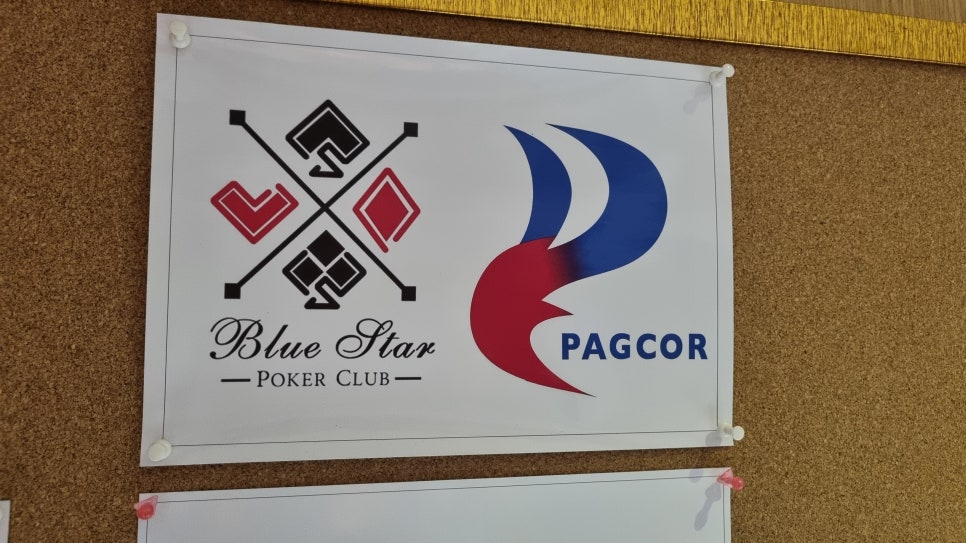 Blue Star
POKER CLUB
PAGCOR